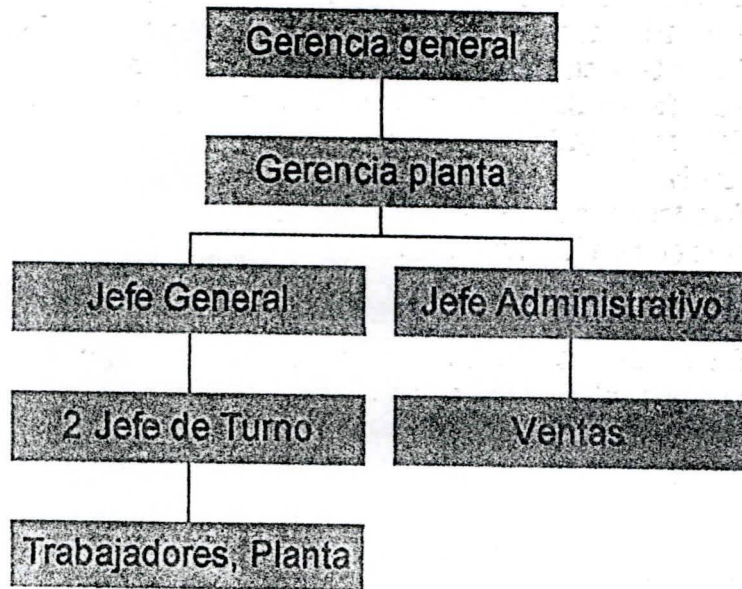 Gerencia general
Gerencia planta
Jefe General
Jefe Administrativo
2 Jefe de Turno
Ventas
Trabajadores, Planta